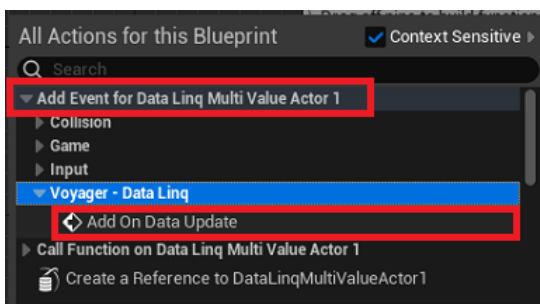 All Actions for this Blueprint
Context Sensitive
Search
Add Event for Data Linq Multi Value Actor 1
Collision
Game
Input
Voyager - Data Linq
Add On Data Update
Call Function on Data Linq Multi Value Actor 1
Create a Reference to DataLinqMultiValueActor1